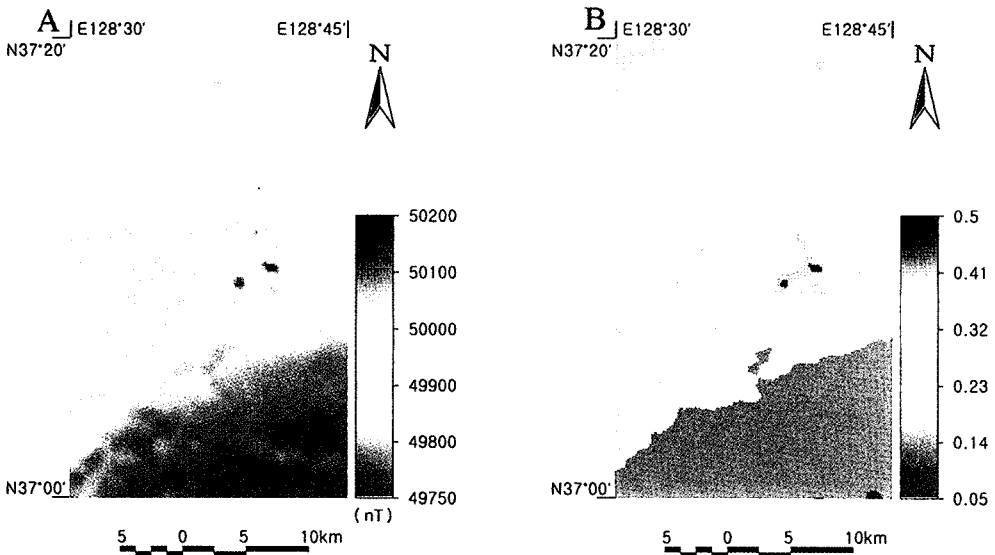 A
E128°30′ E128°45′
N37°20′
N
50200
50100
50000
49900
49800
49750
(nT)
N37°00′
5 0 5 10km
B
E128°30′ E128°45′
N37°20′
N
0.5
0.41
0.32
0.23
0.14
0.05
N37°00′
5 0 5 10km